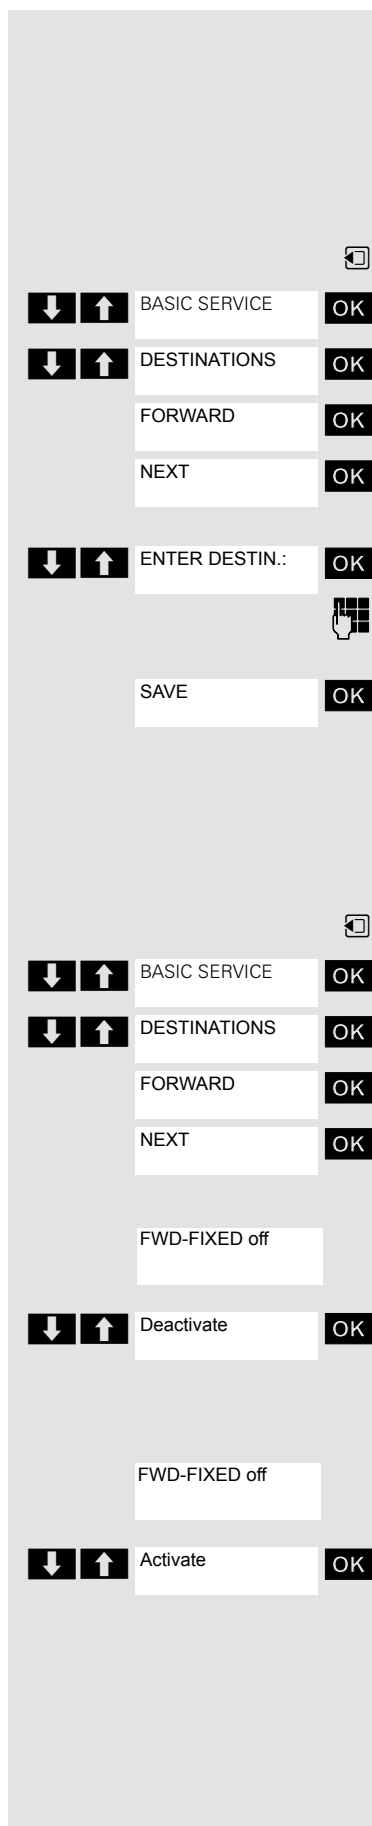 BASIC SERVICE OK
DESTINATIONS OK
FORWARD OK
NEXT OK
ENTER DESTIN.: OK
SAVE OK
BASIC SERVICE OK
DESTINATIONS OK
FORWARD OK
NEXT OK
FWD-FIXED off
Deactivate OK
FWD-FIXED off
Activate OK